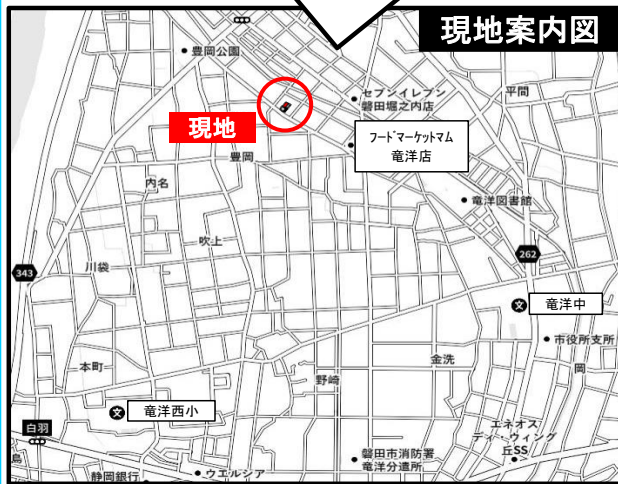 現地案内図
豊岡公園
セブンイレブン
磐田堀之内店
平間
現地
フードマーケットマム
竜洋店
豊岡
内名
竜洋図書館
吹上
262
川袋
343
竜洋中
市役所支所
金洗
岡
本町
野崎
竜洋西小
白羽
エネオス
ディ・ウィング
丘SS
島
磐田市消防署
竜洋分遣所
ウエルシア
静岡銀行
文
文